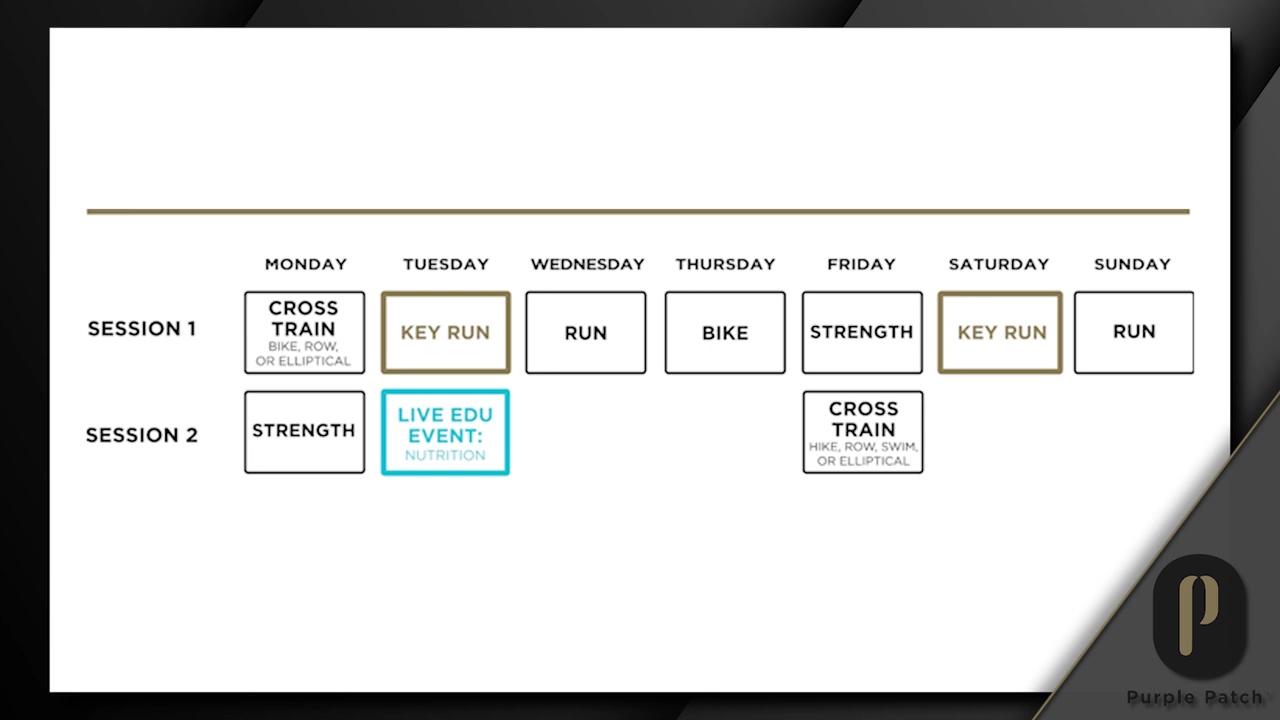 MONDAY TUESDAY WEDNESDAY THURSDAY FRIDAY SATURDAY SUNDAY
SESSION 1
CROSS
TRAIN
BIKE, ROW,
OR ELLIPTICAL
KEY RUN
RUN
BIKE
STRENGTH
KEY RUN
RUN
SESSION 2
STRENGTH
LIVE EDU
EVENT:
NUTRITION
CROSS
TRAIN
HIKE, ROW, SWIM,
OR ELLIPTICAL
Purple Patch